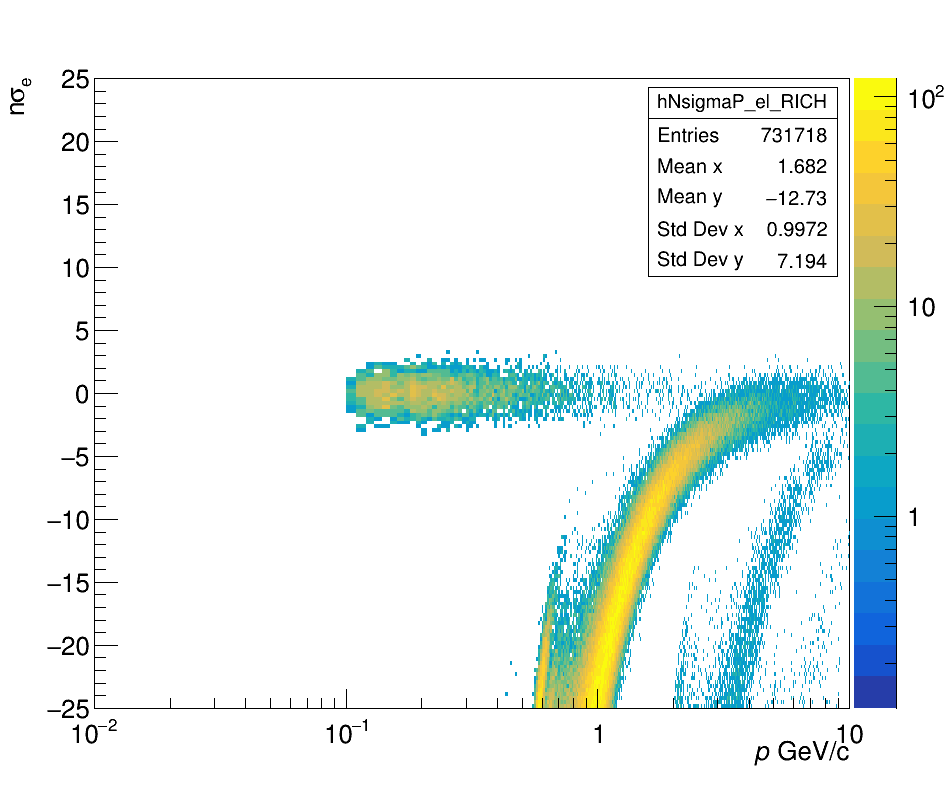 nσe
25
20
15
10
5
0
−5
−10
−15
−20
−25
hNsigmaP_el_RICH
Entries 731718
Mean x 1.682
Mean y −12.73
Std Dev x 0.9972
Std Dev y 7.194
10²
10
1
10⁻² 10⁻¹ 1 10
p GeV/c